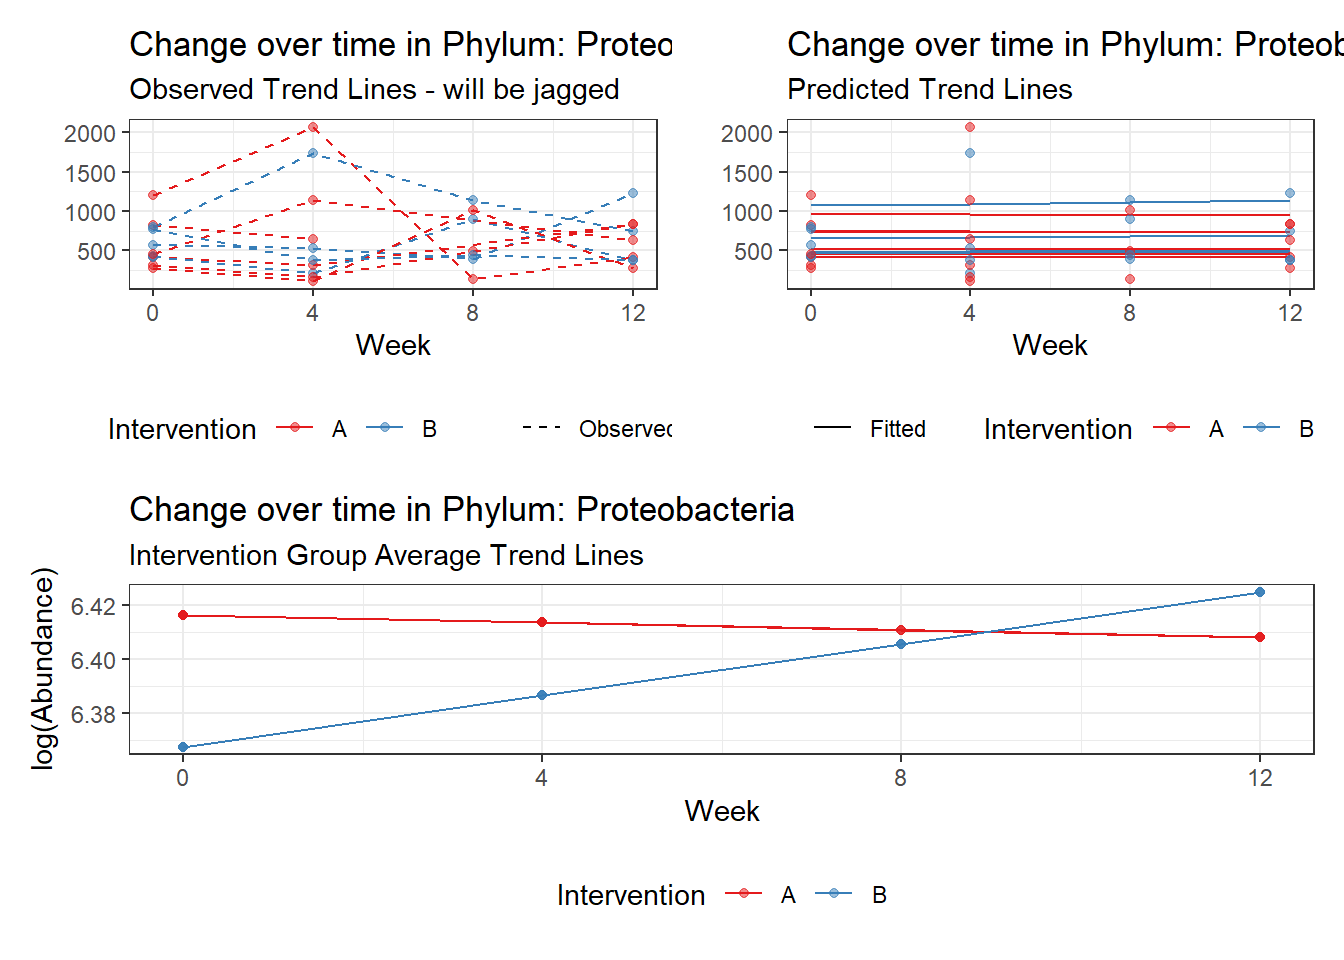 Change over time in Phylum: Proteo
Observed Trend Lines - will be jagged
2000
1500
1000
500
0 4 8 12
Week
Intervention A B Observed
Change over time in Phylum: Proteob
Predicted Trend Lines
2000
1500
1000
500
0 4 8 12
Week
Fitted Intervention A B
Change over time in Phylum: Proteobacteria
Intervention Group Average Trend Lines
log(Abundance)
6.42
6.40
6.38
0 4 8 12
Week
Intervention A B